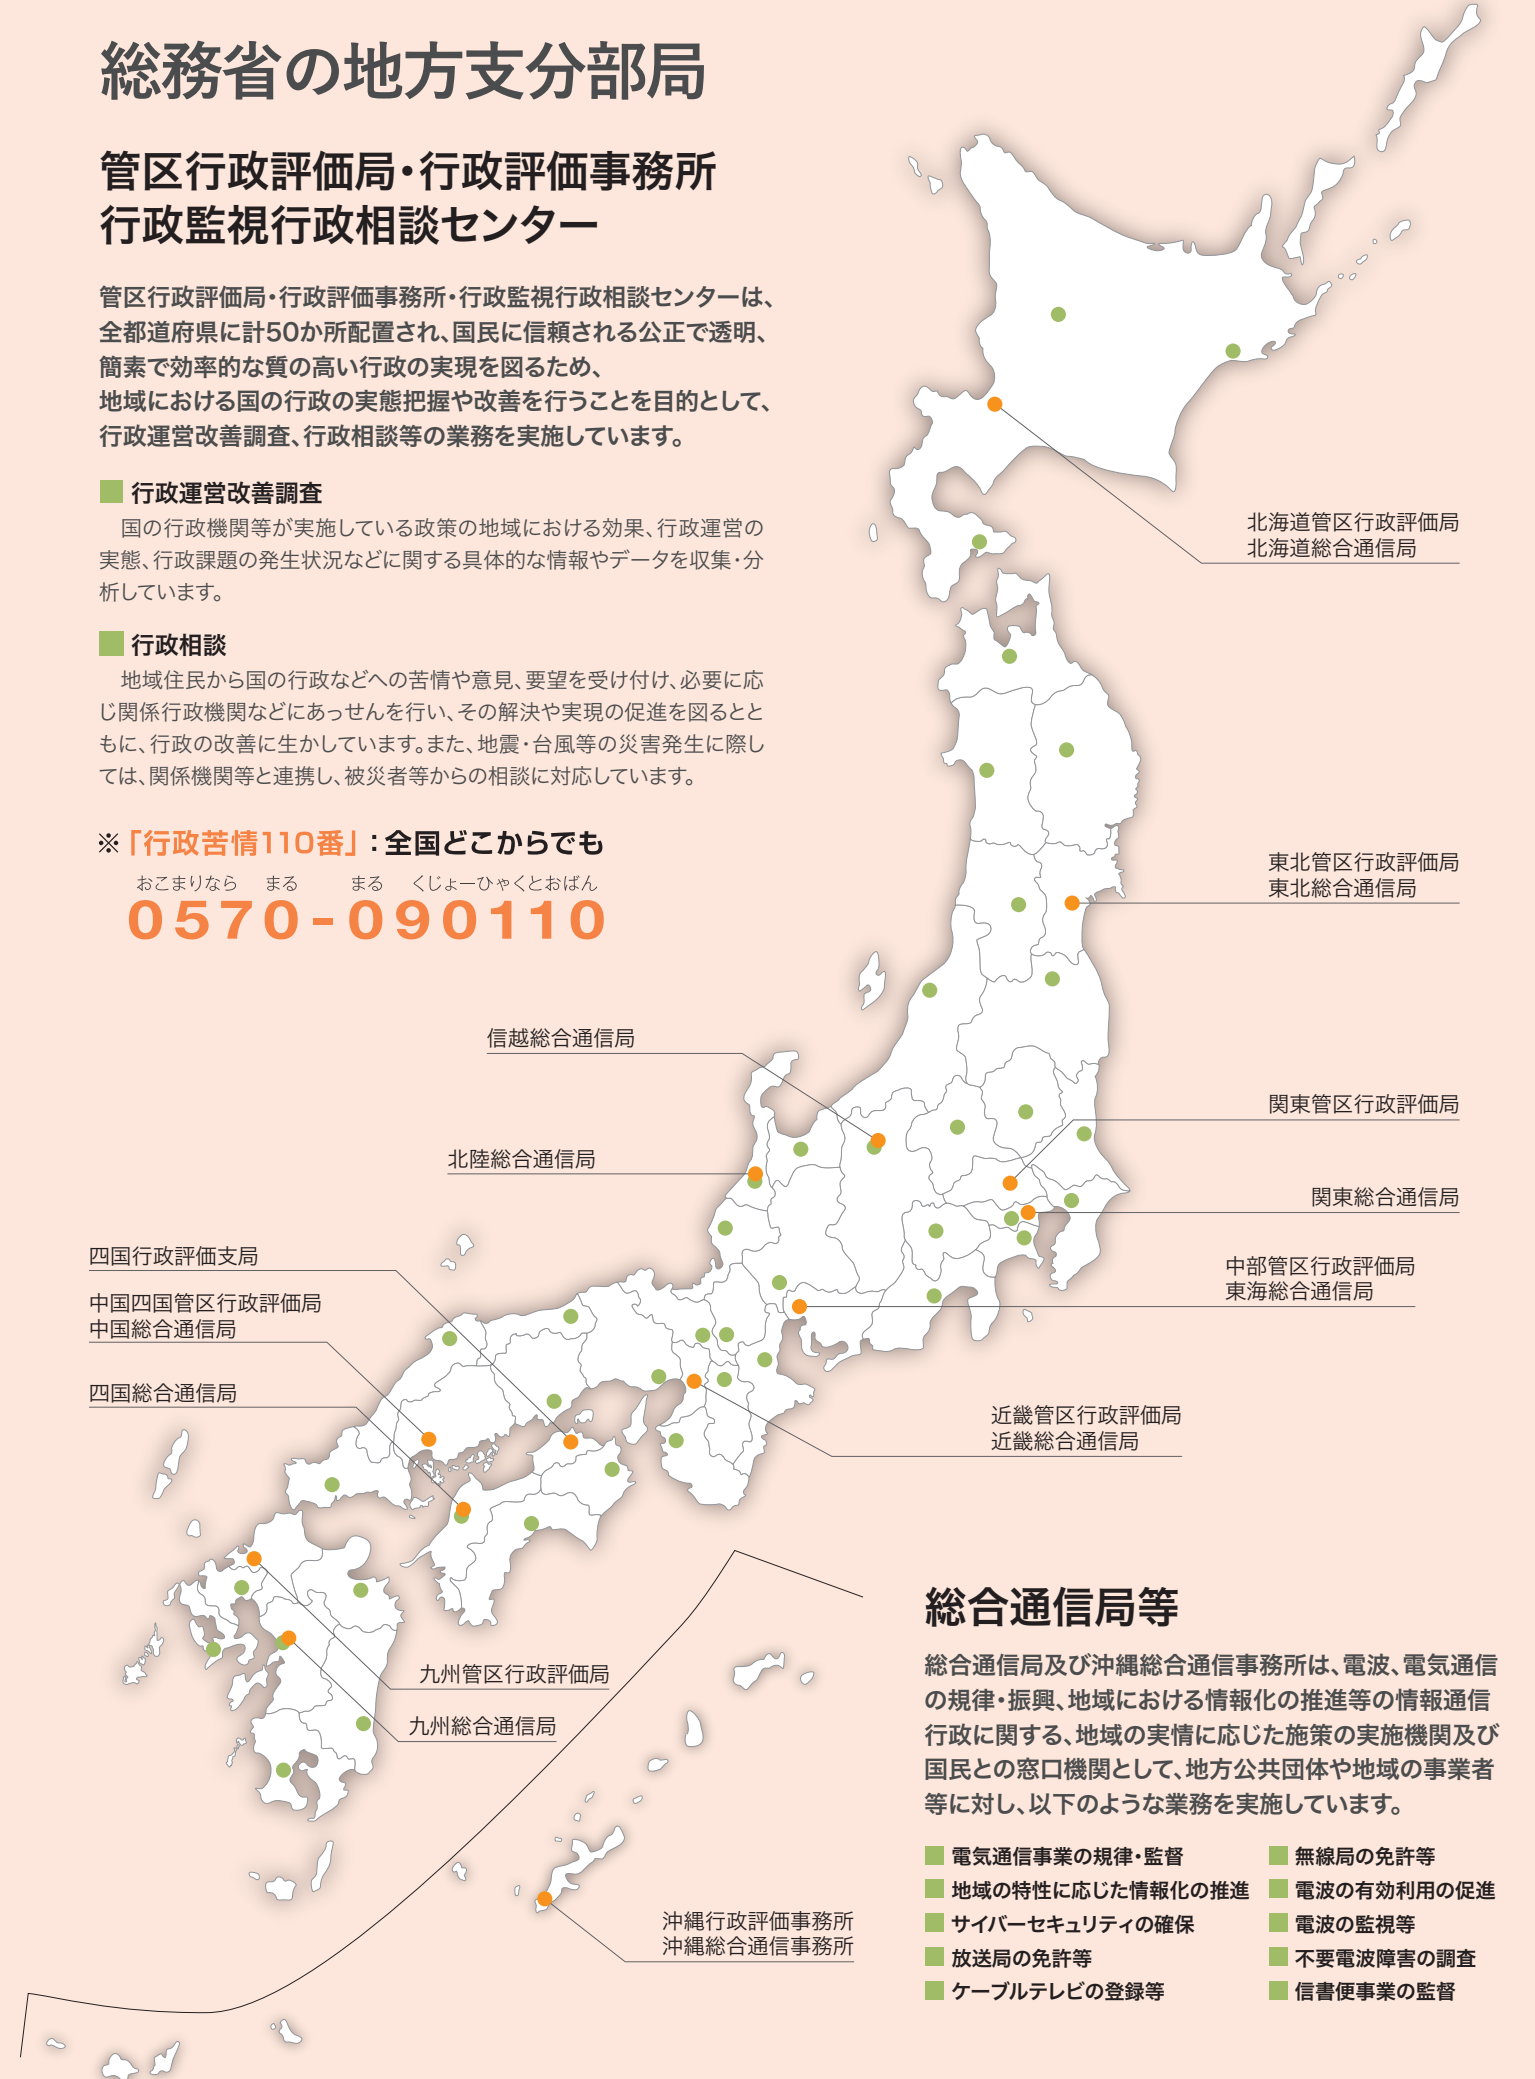 総務省の地方支分部局
管区行政評価局・行政評価事務所
行政監視行政相談センター
管区行政評価局・行政評価事務所・行政監視行政相談センターは、
全都道府県に計50か所配置され、国民に信頼される公正で透明、
簡素で効率的な質の高い行政の実現を図るため、
地域における国の行政の実態把握や改善を行うことを目的として、
行政運営改善調査、行政相談等の業務を実施しています。
行政運営改善調査
国の行政機関等が実施している政策の地域における効果、行政運営の
実態、行政課題の発生状況などに関する具体的な情報やデータを収集・分
析しています。
行政相談
地域住民から国の行政などへの苦情や意見、要望を受け付け、必要に応
じ関係行政機関などにあっせんを行い、その解決や実現の促進を図るとと
もに、行政の改善に生かしています。また、地震・台風等の災害発生に際し
ては、関係機関等と連携し、被災者等からの相談に対応しています。
※「行政苦情110番」：全国どこからでも
おこまりなら まる まる くじょーひゃくとおばん
0570-090110
北海道管区行政評価局
北海道総合通信局
東北管区行政評価局
東北総合通信局
信越総合通信局
関東管区行政評価局
北陸総合通信局
関東総合通信局
四国行政評価支局
中部管区行政評価局
東海総合通信局
中国四国管区行政評価局
中国総合通信局
四国総合通信局
近畿管区行政評価局
近畿総合通信局
九州管区行政評価局
九州総合通信局
沖縄行政評価事務所
沖縄総合通信事務所
総合通信局等
総合通信局及び沖縄総合通信事務所は、電波、電気通信
の規律・振興、地域における情報化の推進等の情報通信
行政に関する、地域の実情に応じた施策の実施機関及び
国民との窓口機関として、地方公共団体や地域の事業者
等に対し、以下のような業務を実施しています。
電気通信事業の規律・監督
地域の特性に応じた情報化の推進
サイバーセキュリティの確保
放送局の免許等
ケーブルテレビの登録等
無線局の免許等
電波の有効利用の促進
電波の監視等
不要電波障害の調査
信書便事業の監督